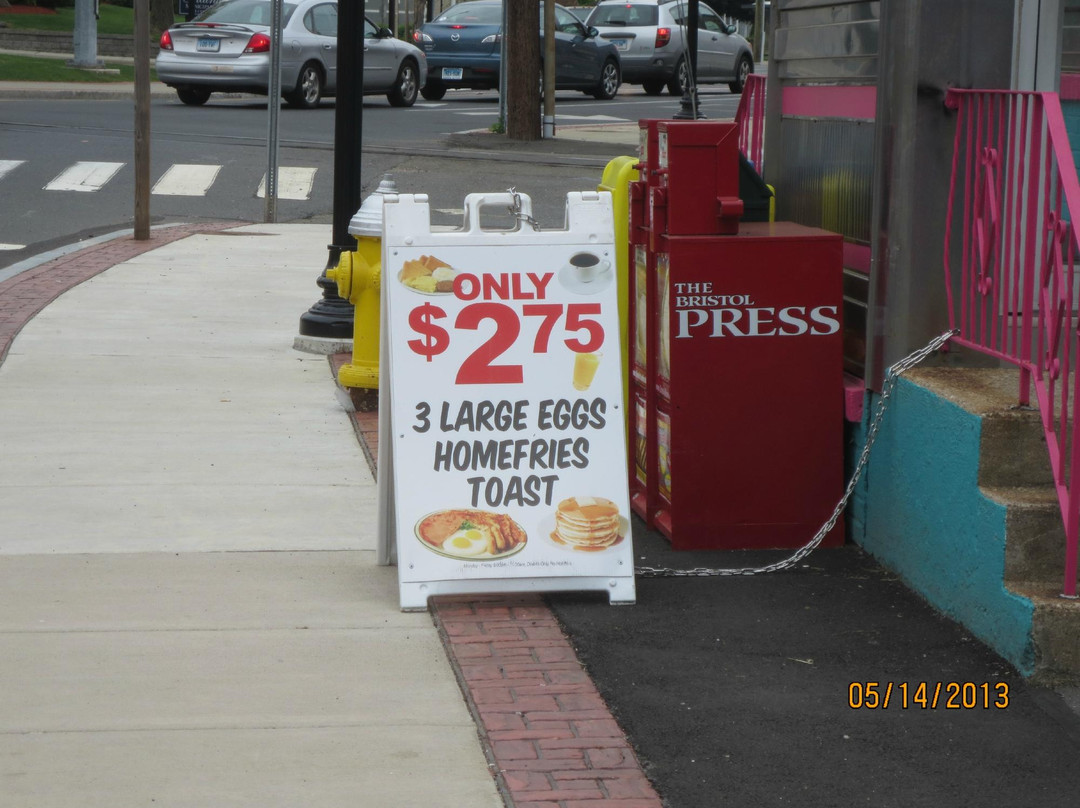 ONLY
$275
3 LARGE EGGS
HOMEFRIES
TOAST
THE
BRISTOL
PRESS
05/14/2013